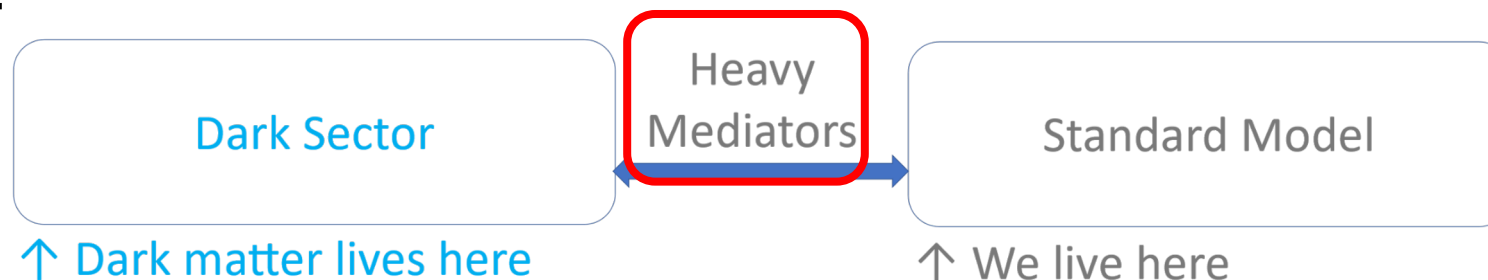 Heavy
Mediators
Dark Sector
Standard Model
↑ Dark matter lives here
↑ We live here